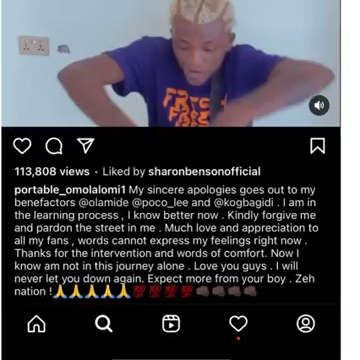 113,808 views · Liked by sharonbensonofficial
portable_omolalomi1 My sincere apologies goes out to my
benefactors @olamide @poco_lee and @kogbagidi . I am in
the learning process , I know better now . Kindly forgive me
and pardon the street in me . Much love and appreciation to
all my fans , words cannot express my feelings right now .
Thanks for the intervention and words of comfort. Now I
know am not in this journey alone . Love you guys . I will
never let you down again. Expect more from your boy . Zeh
nation !🙏🙏🙏🙏🙏💯💯💯💯👊🏿👊🏿👊🏿👊🏿